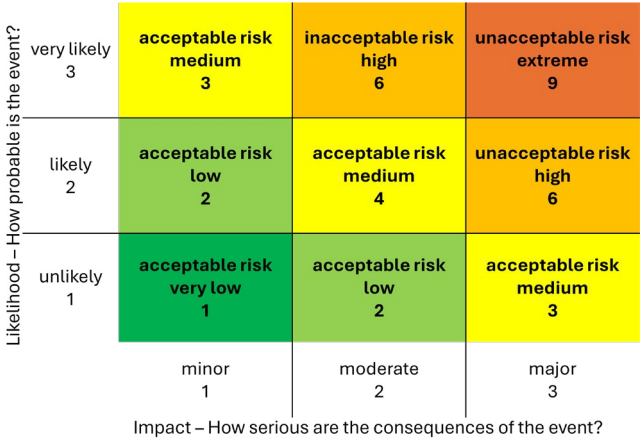 Likelihood – How probable is the event?
very likely
3
acceptable risk
medium
3
inacceptable risk
high
6
unacceptable risk
extreme
9
likely
2
acceptable risk
low
2
acceptable risk
medium
4
unacceptable risk
high
6
unlikely
1
acceptable risk
very low
1
acceptable risk
low
2
acceptable risk
medium
3
minor
1
moderate
2
major
3
Impact – How serious are the consequences of the event?